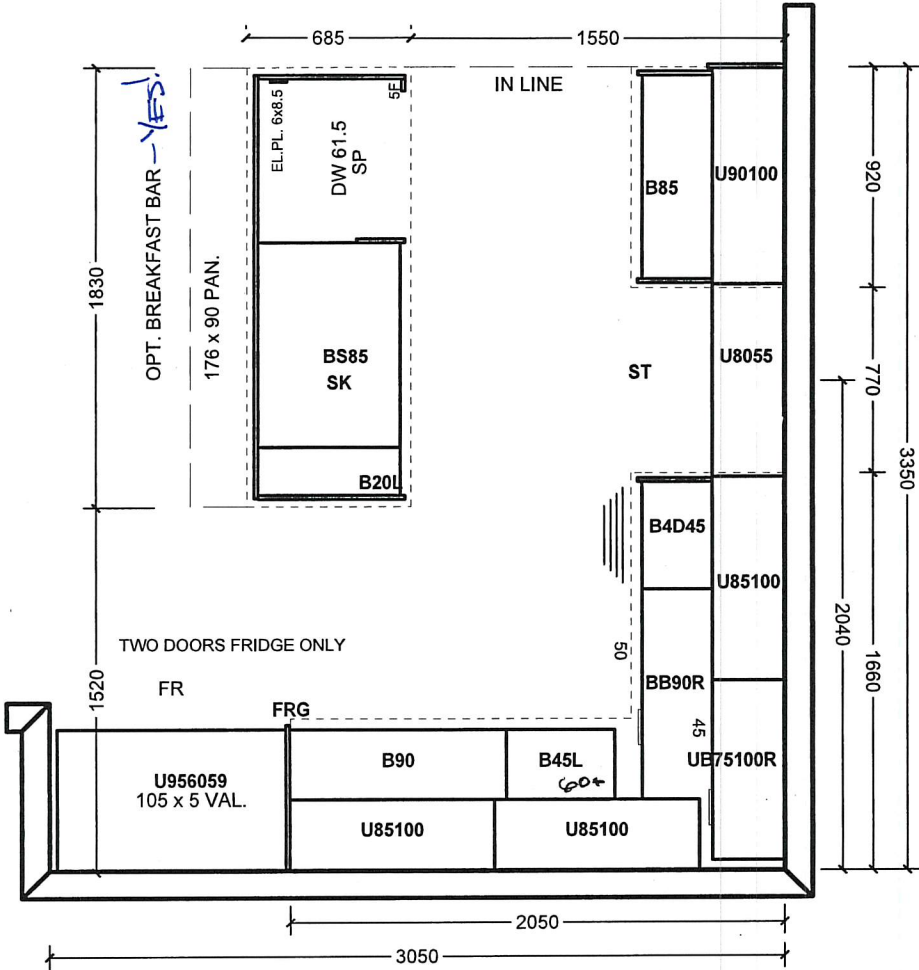 685
1550
IN LINE
OPT. BREAKFAST BAR — YES!
176 x 90 PAN.
1830
EL.PL. 6x8.5
5F
DW 61.5
SP
BS85
SK
B20L
B85
U90100
920
U8055
ST
770
3350
B4D45
U85100
2040
1660
50
BB90R
45
UB75100R
TWO DOORS FRIDGE ONLY
FR
FRG
1520
U956059
105 x 5 VAL.
B90
B45L
U85100
U85100
2050
3050